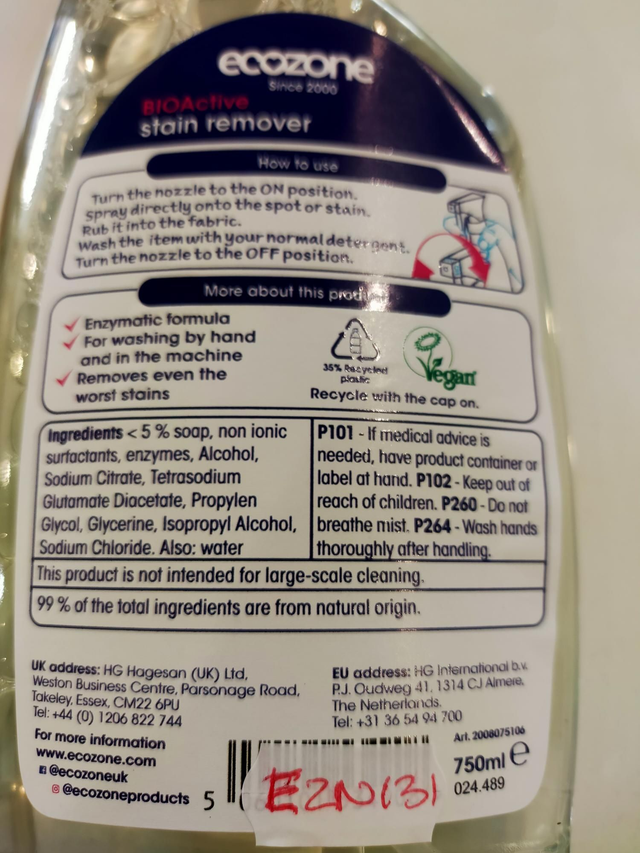 ecozone
Since 2000
BIOActive
stain remover
How to use
Turn the nozzle to the ON position.
Spray directly onto the spot or stain.
Rub it into the fabric.
Wash the item with your normal detergent.
Turn the nozzle to the OFF position.
More about this
Enzymatic formula
For washing by hand
and in the machine
Removes even the
worst stains
35% Recycled
plastic
Vegan
Recycle with the cap on.
Ingredients < 5 % soap, non ionic
surfactants, enzymes, Alcohol,
Sodium Citrate, Tetrasodium
Glutamate Diacetate, Propylen
Glycol, Glycerine, Isopropyl Alcohol,
Sodium Chloride. Also: water
P101 - If medical advice is
needed, have product container or
label at hand. P102 - Keep out of
reach of children. P260 - Do not
breathe mist. P264 - Wash hands
thoroughly after handling.
This product is not intended for large-scale cleaning.
99 % of the total ingredients are from natural origin.
UK address: HG Hagesan (UK) Ltd,
Weston Business Centre, Parsonage Road,
Takeley, Essex, CM22 6PU
Tel: +44 (0) 1206 822 744
EU address: HG International b.v.
P.J. Oudweg 41, 1314 CJ Almere,
The Netherlands.
Tel: +31 36 54 94 700
For more information
www.ecozone.com
@ecozoneuk
@ecozoneproducts
Art. 2008075106
750ml e
024.489
5
EZN(3)